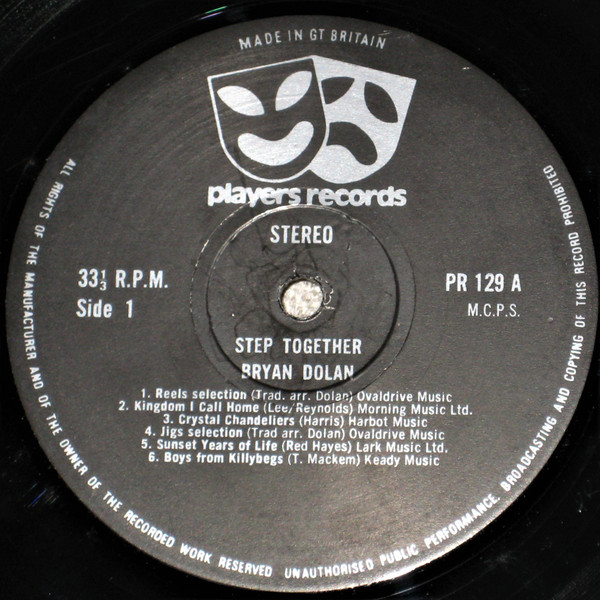 MADE IN GT BRITAIN
players records
STEREO
33⅓ R.P.M.
Side 1
PR 129 A
M.C.P.S.
STEP TOGETHER
BRYAN DOLAN
1. Reels selection (Trad. arr. Dolan) Ovaldrive Music
2. Kingdom I Call Home (Lee/Reynolds) Morning Music Ltd.
3. Crystal Chandeliers (Harris) Harbot Music
4. Jigs selection (Trad arr. Dolan) Ovaldrive Music
5. Sunset Years of Life (Red Hayes) Lark Music Ltd.
6. Boys from Killybegs (T. Mackem) Keady Music
ALL RIGHTS OF THE MANUFACTURER AND OF THE OWNER OF THE RECORDED WORK RESERVED UNAUTHORISED PUBLIC PERFORMANCE, BROADCASTING AND COPYING OF THIS RECORD PROHIBITED